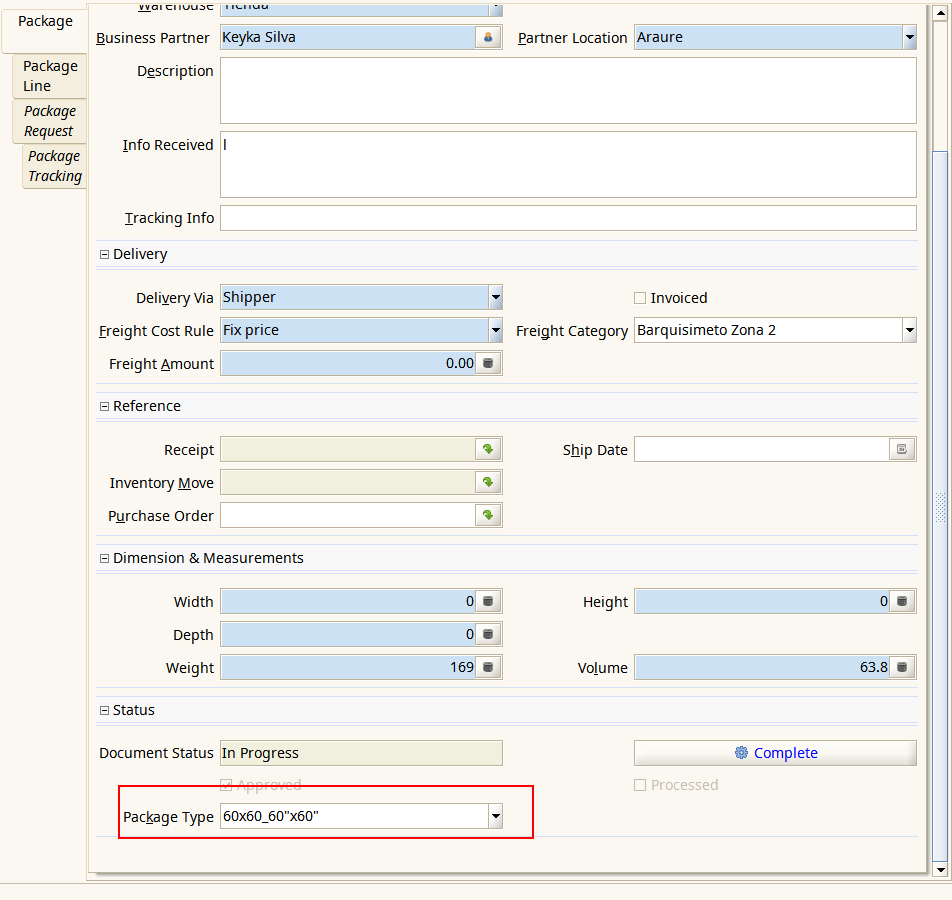 Package
Package
Line
Package
Request
Package
Tracking
Warehouse Tienda
Business Partner Keyka Silva Partner Location Araure
Description
Info Received l
Tracking Info
Delivery
Delivery Via Shipper Invoiced
Freight Cost Rule Fix price Freight Category Barquisimeto Zona 2
Freight Amount 0.00
Reference
Receipt Ship Date
Inventory Move
Purchase Order
Dimension & Measurements
Width 0 Height 0
Depth 0
Weight 169 Volume 63.8
Status
Document Status In Progress Complete
Approved Processed
Package Type 60x60_60"x60"